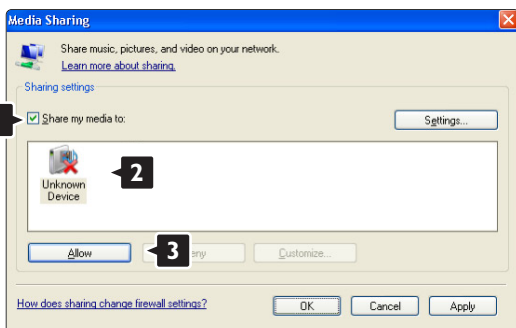 Media Sharing
Share music, pictures, and video on your network.
Learn more about sharing.
Sharing settings
Share my media to:
Settings...
2
Unknown
Device
Allow
3
Customize...
How does sharing change firewall settings?
OK
Cancel
Apply